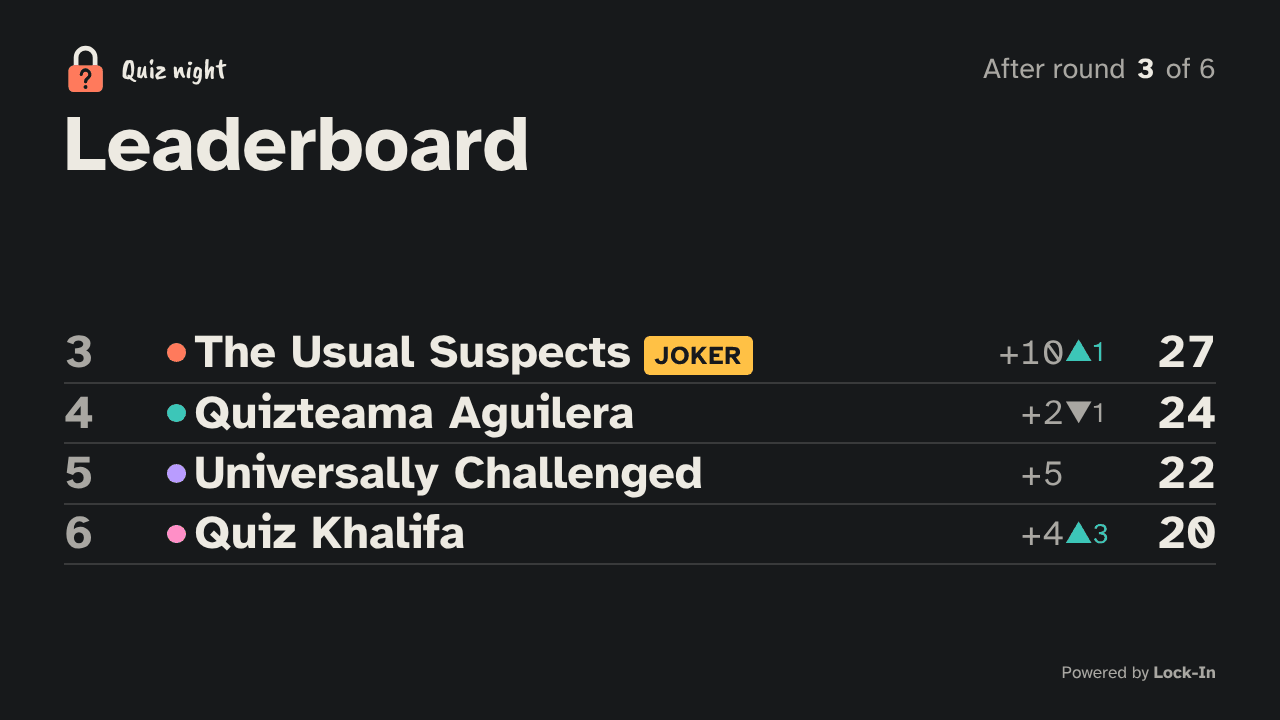 ?
Quiz night
After round 3 of 6
Leaderboard
3 The Usual Suspects JOKER +10 ▲1 27
4 Quizteama Aguilera +2 ▼1 24
5 Universally Challenged +5 22
6 Quiz Khalifa +4 ▲3 20
Powered by Lock-In